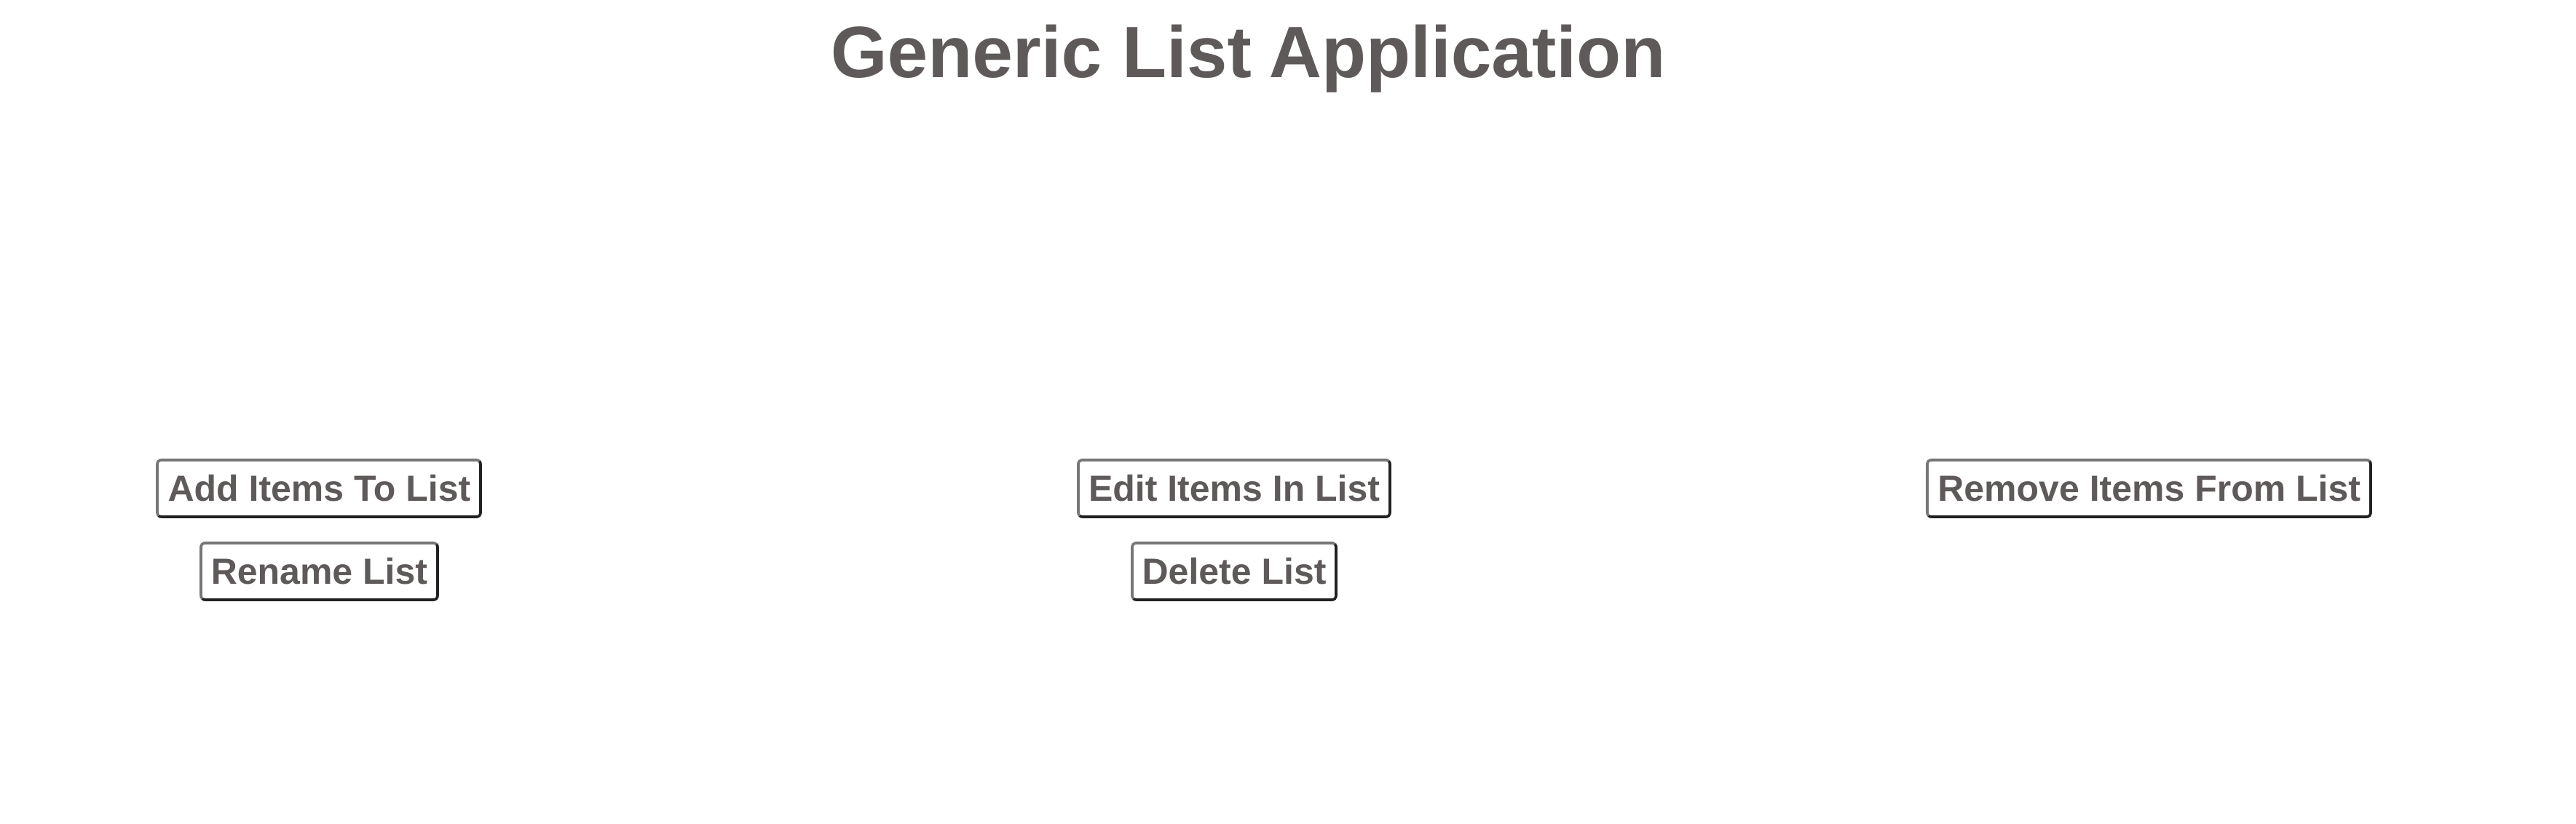 Generic List Application
Add Items To List
Edit Items In List
Remove Items From List
Rename List
Delete List